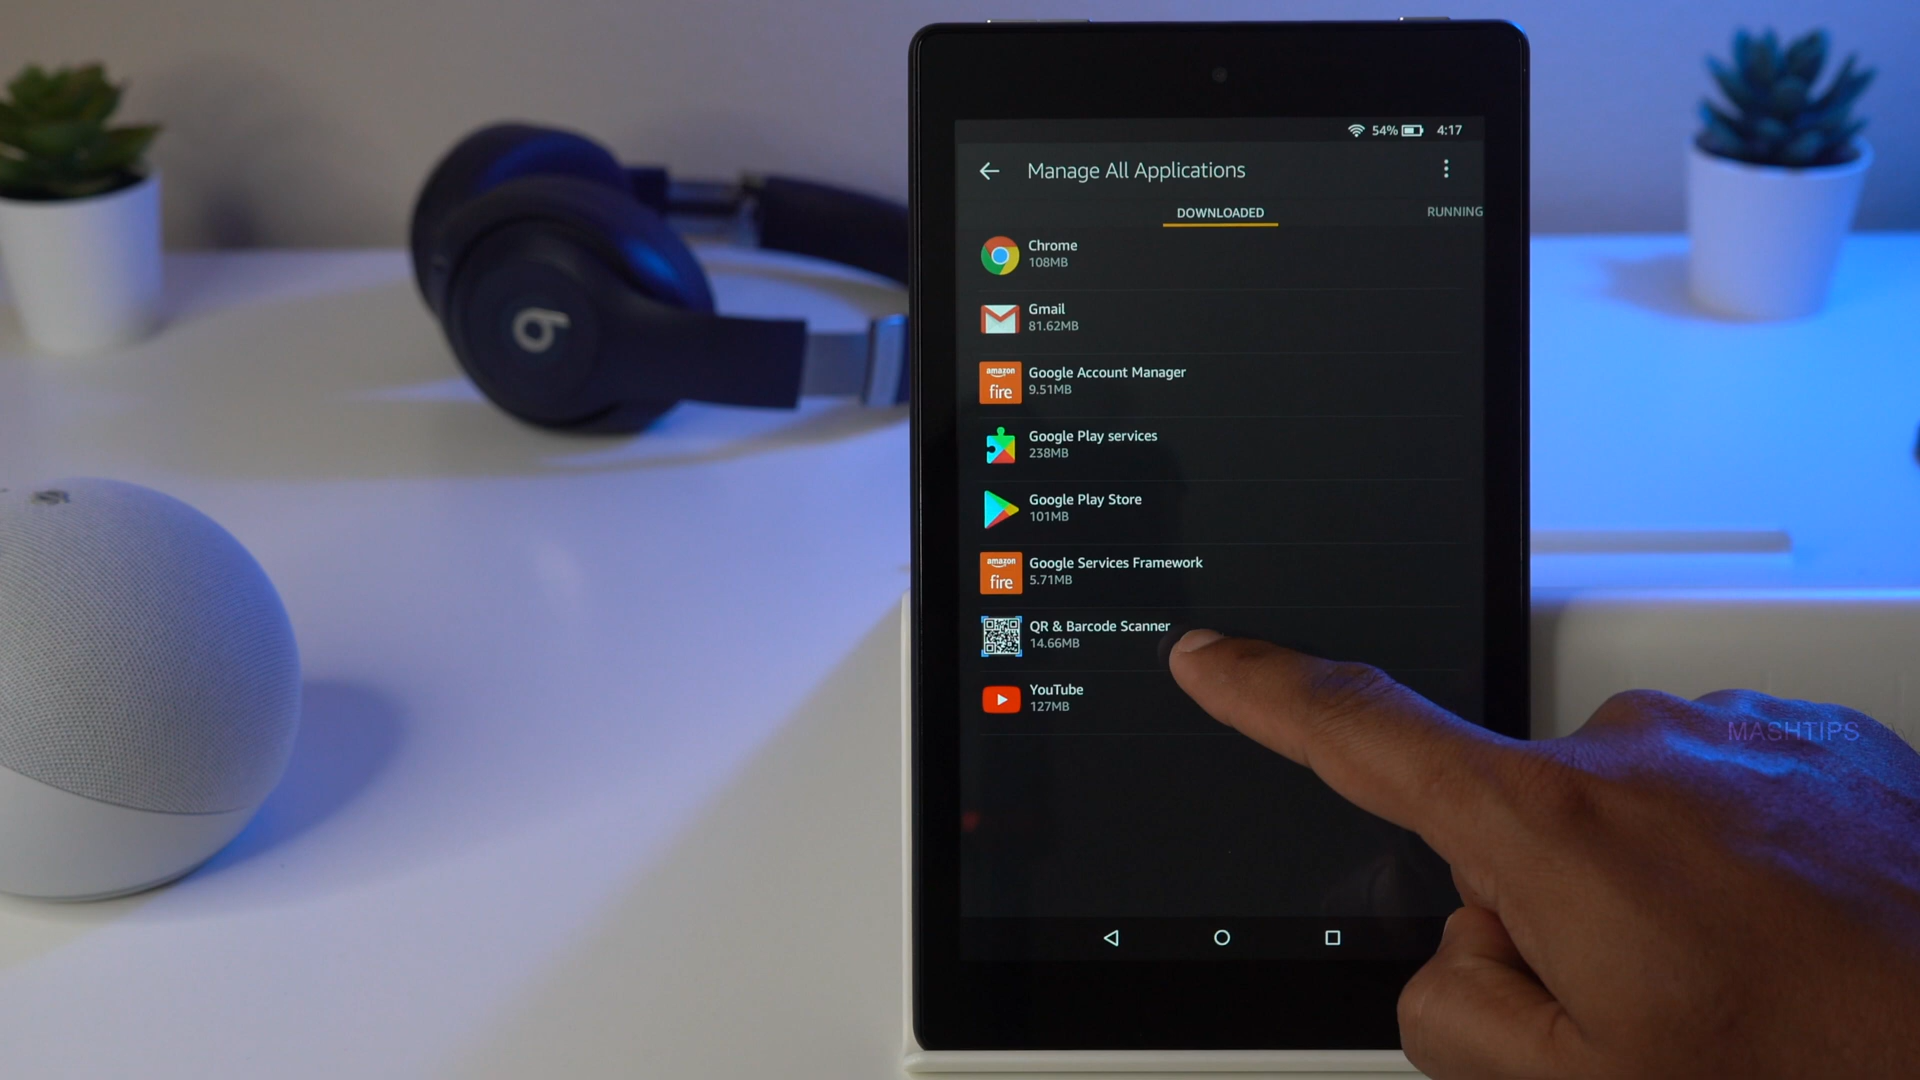 54% 4:17
Manage All Applications
DOWNLOADED RUNNING
Chrome
108MB
Gmail
81.62MB
amazon
fire
Google Account Manager
9.51MB
Google Play services
238MB
Google Play Store
101MB
amazon
fire
Google Services Framework
5.71MB
QR & Barcode Scanner
14.66MB
YouTube
127MB
MASHTIPS
b